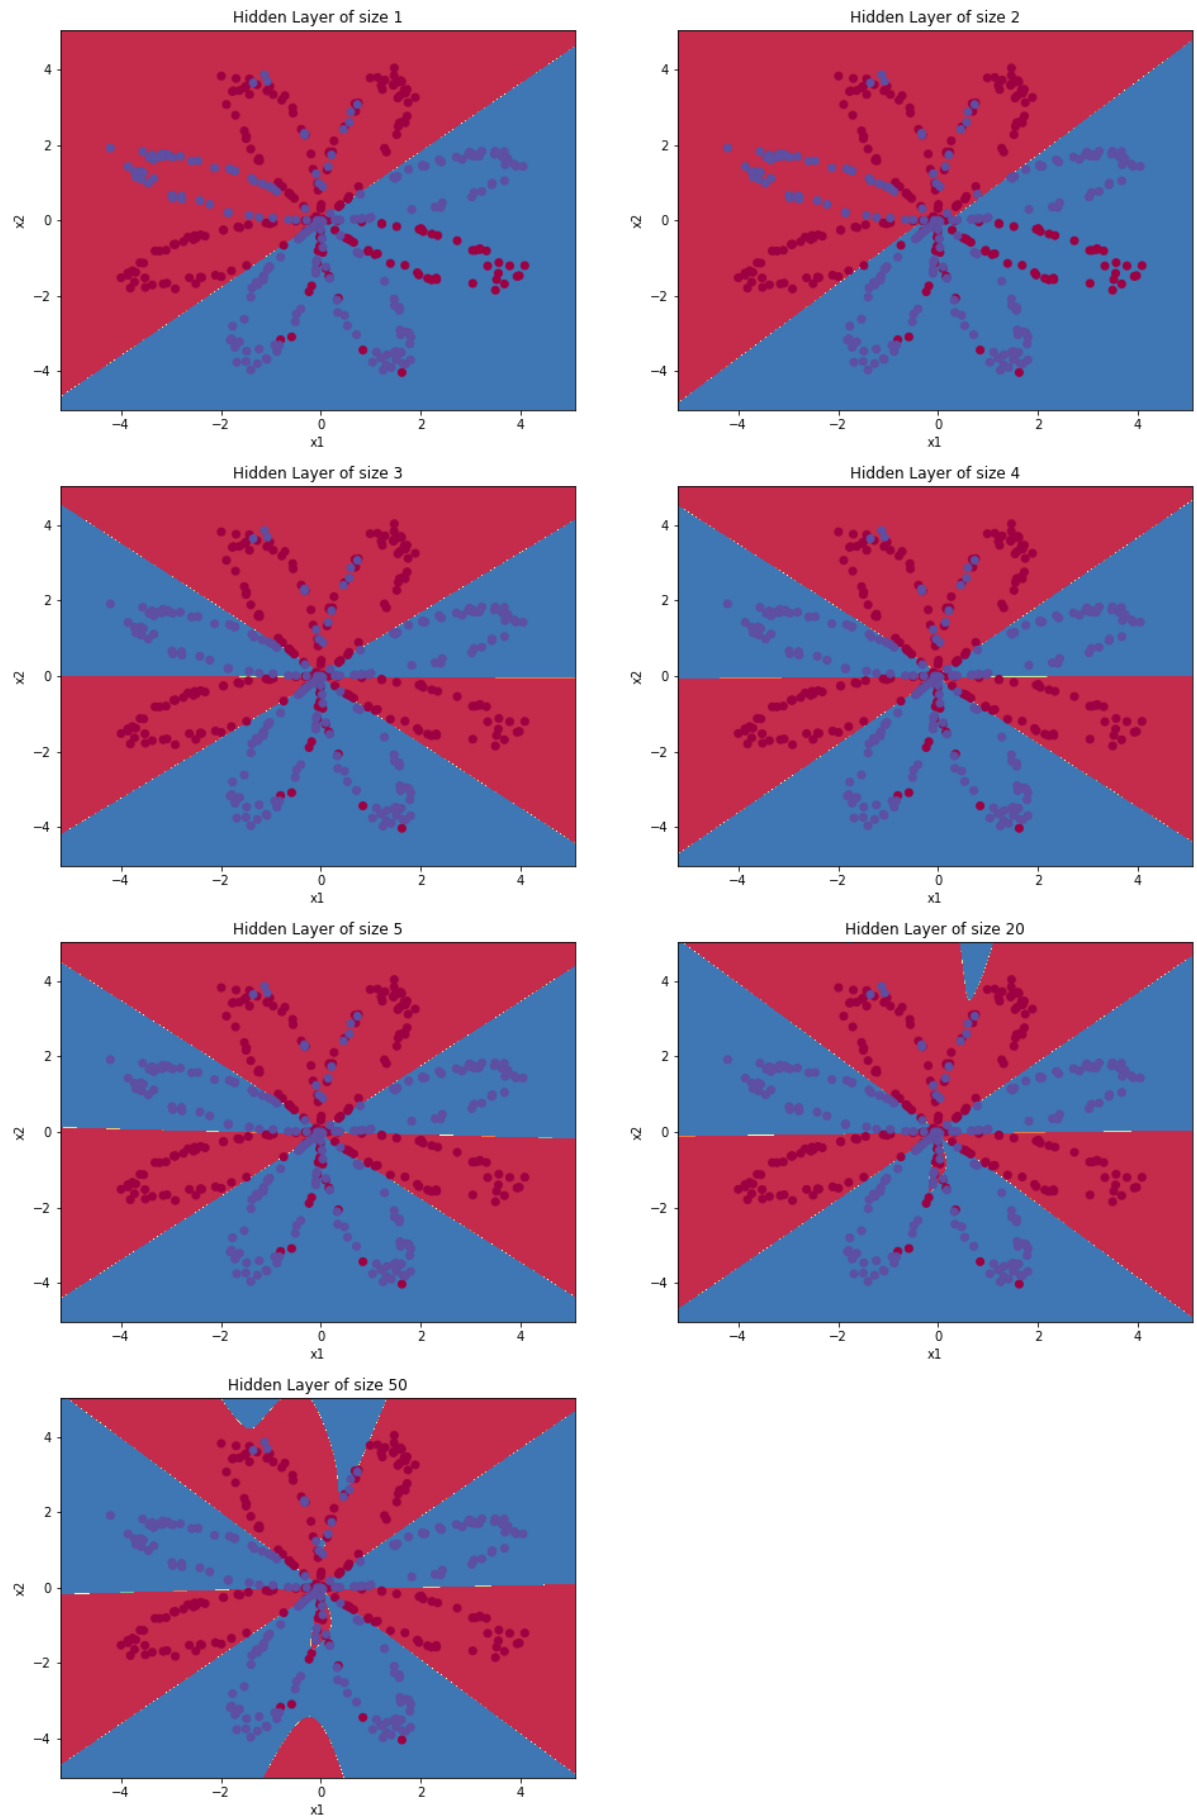 Hidden Layer of size 1
Hidden Layer of size 2
4
2
0
−2
−4
x2
−4 −2 0 2 4
x1
4
2
0
−2
−4
x2
−4 −2 0 2 4
x1
Hidden Layer of size 3
Hidden Layer of size 4
4
2
0
−2
−4
x2
−4 −2 0 2 4
x1
4
2
0
−2
−4
x2
−4 −2 0 2 4
x1
Hidden Layer of size 5
Hidden Layer of size 20
4
2
0
−2
−4
x2
−4 −2 0 2 4
x1
4
2
0
−2
−4
x2
−4 −2 0 2 4
x1
Hidden Layer of size 50
4
2
0
−2
−4
x2
−4 −2 0 2 4
x1